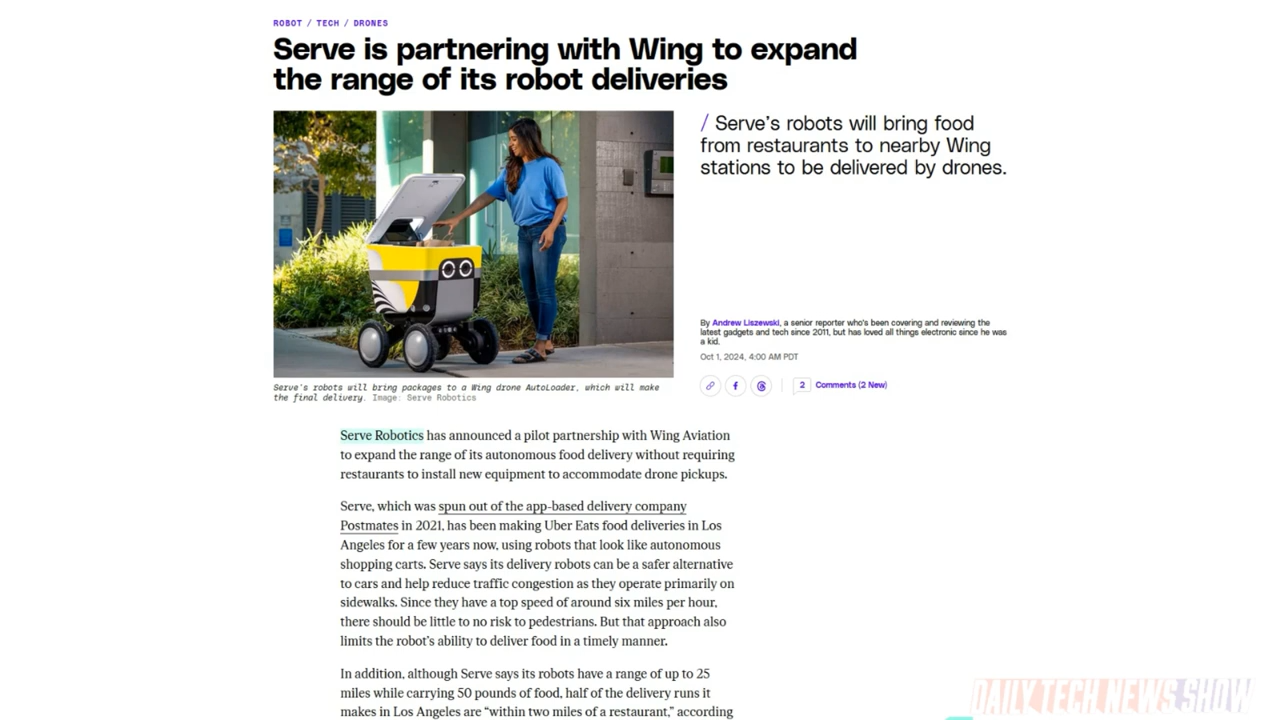 ROBOT / TECH / DRONES
Serve is partnering with Wing to expand
the range of its robot deliveries
/ Serve's robots will bring food
from restaurants to nearby Wing
stations to be delivered by drones.
By Andrew Liszewski, a senior reporter who's been covering and reviewing the
latest gadgets and tech since 2011, but has loved all things electronic since he was
a kid.
Oct 1, 2024, 4:00 AM PDT
2 Comments (2 New)
Serve's robots will bring packages to a Wing drone AutoLoader, which will make
the final delivery. Image: Serve Robotics
Serve Robotics has announced a pilot partnership with Wing Aviation
to expand the range of its autonomous food delivery without requiring
restaurants to install new equipment to accommodate drone pickups.
Serve, which was spun out of the app-based delivery company
Postmates in 2021, has been making Uber Eats food deliveries in Los
Angeles for a few years now, using robots that look like autonomous
shopping carts. Serve says its delivery robots can be a safer alternative
to cars and help reduce traffic congestion as they operate primarily on
sidewalks. Since they have a top speed of around six miles per hour,
there should be little to no risk to pedestrians. But that approach also
limits the robot's ability to deliver food in a timely manner.
In addition, although Serve says its robots have a range of up to 25
miles while carrying 50 pounds of food, half of the delivery runs it
makes in Los Angeles are “within two miles of a restaurant,” according
DAILY TECH NEWS SHOW